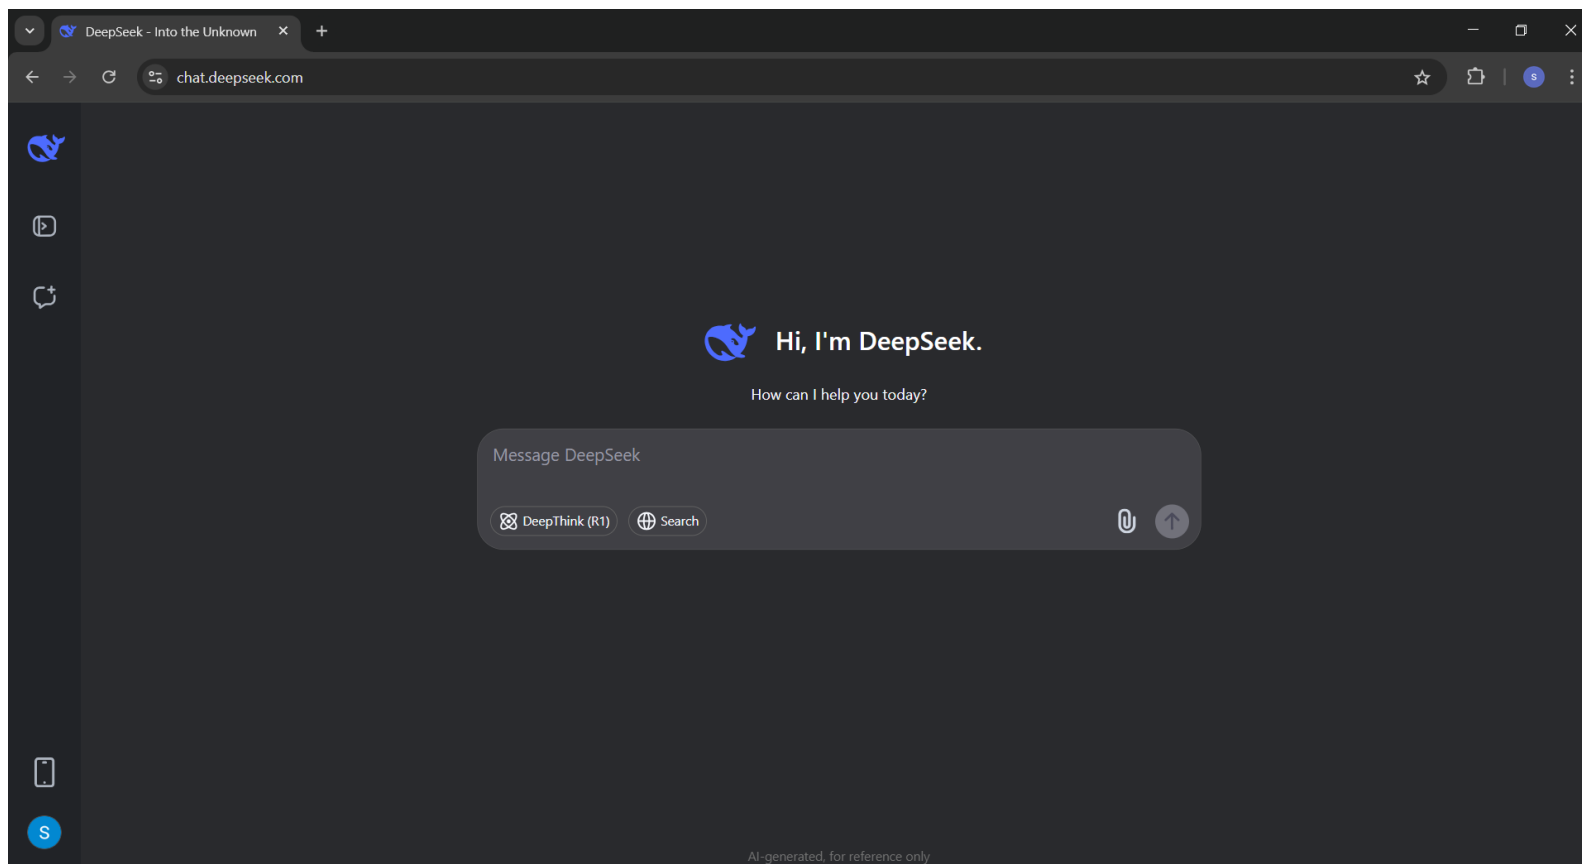 DeepSeek - Into the Unknown
chat.deepseek.com
S
Hi, I'm DeepSeek.
How can I help you today?
Message DeepSeek
DeepThink (R1)
Search
S
AI-generated, for reference only